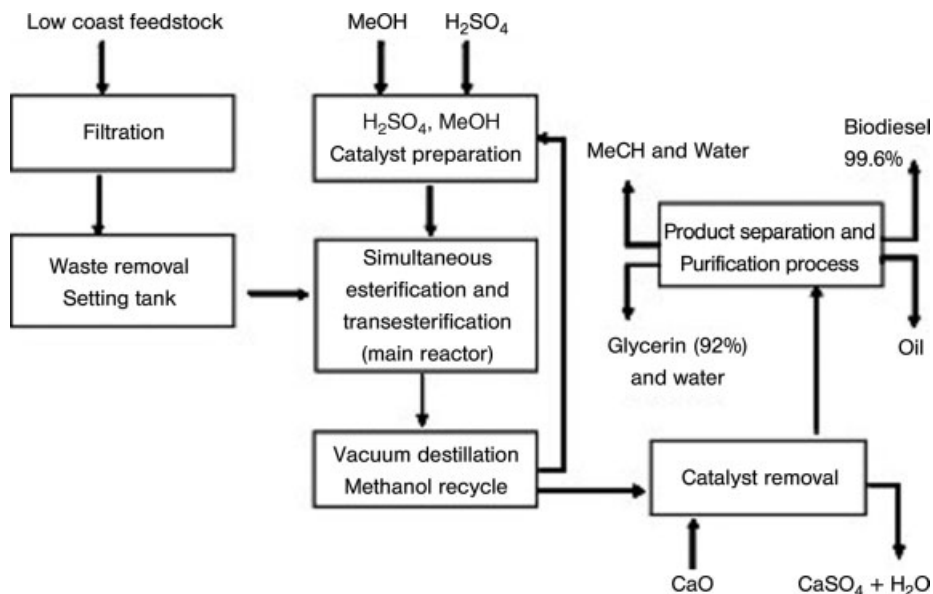 Low coast feedstock
MeOH
H₂SO₄
Filtration
H₂SO₄, MeOH
Catalyst preparation
Waste removal
Setting tank
Simultaneous
esterification and
transesterification
(main reactor)
Vacuum destillation
Methanol recycle
MeCH and Water
Biodiesel
99.6%
Product separation and
Purification process
Glycerin (92%)
and water
Oil
Catalyst removal
CaO
CaSO₄ + H₂O